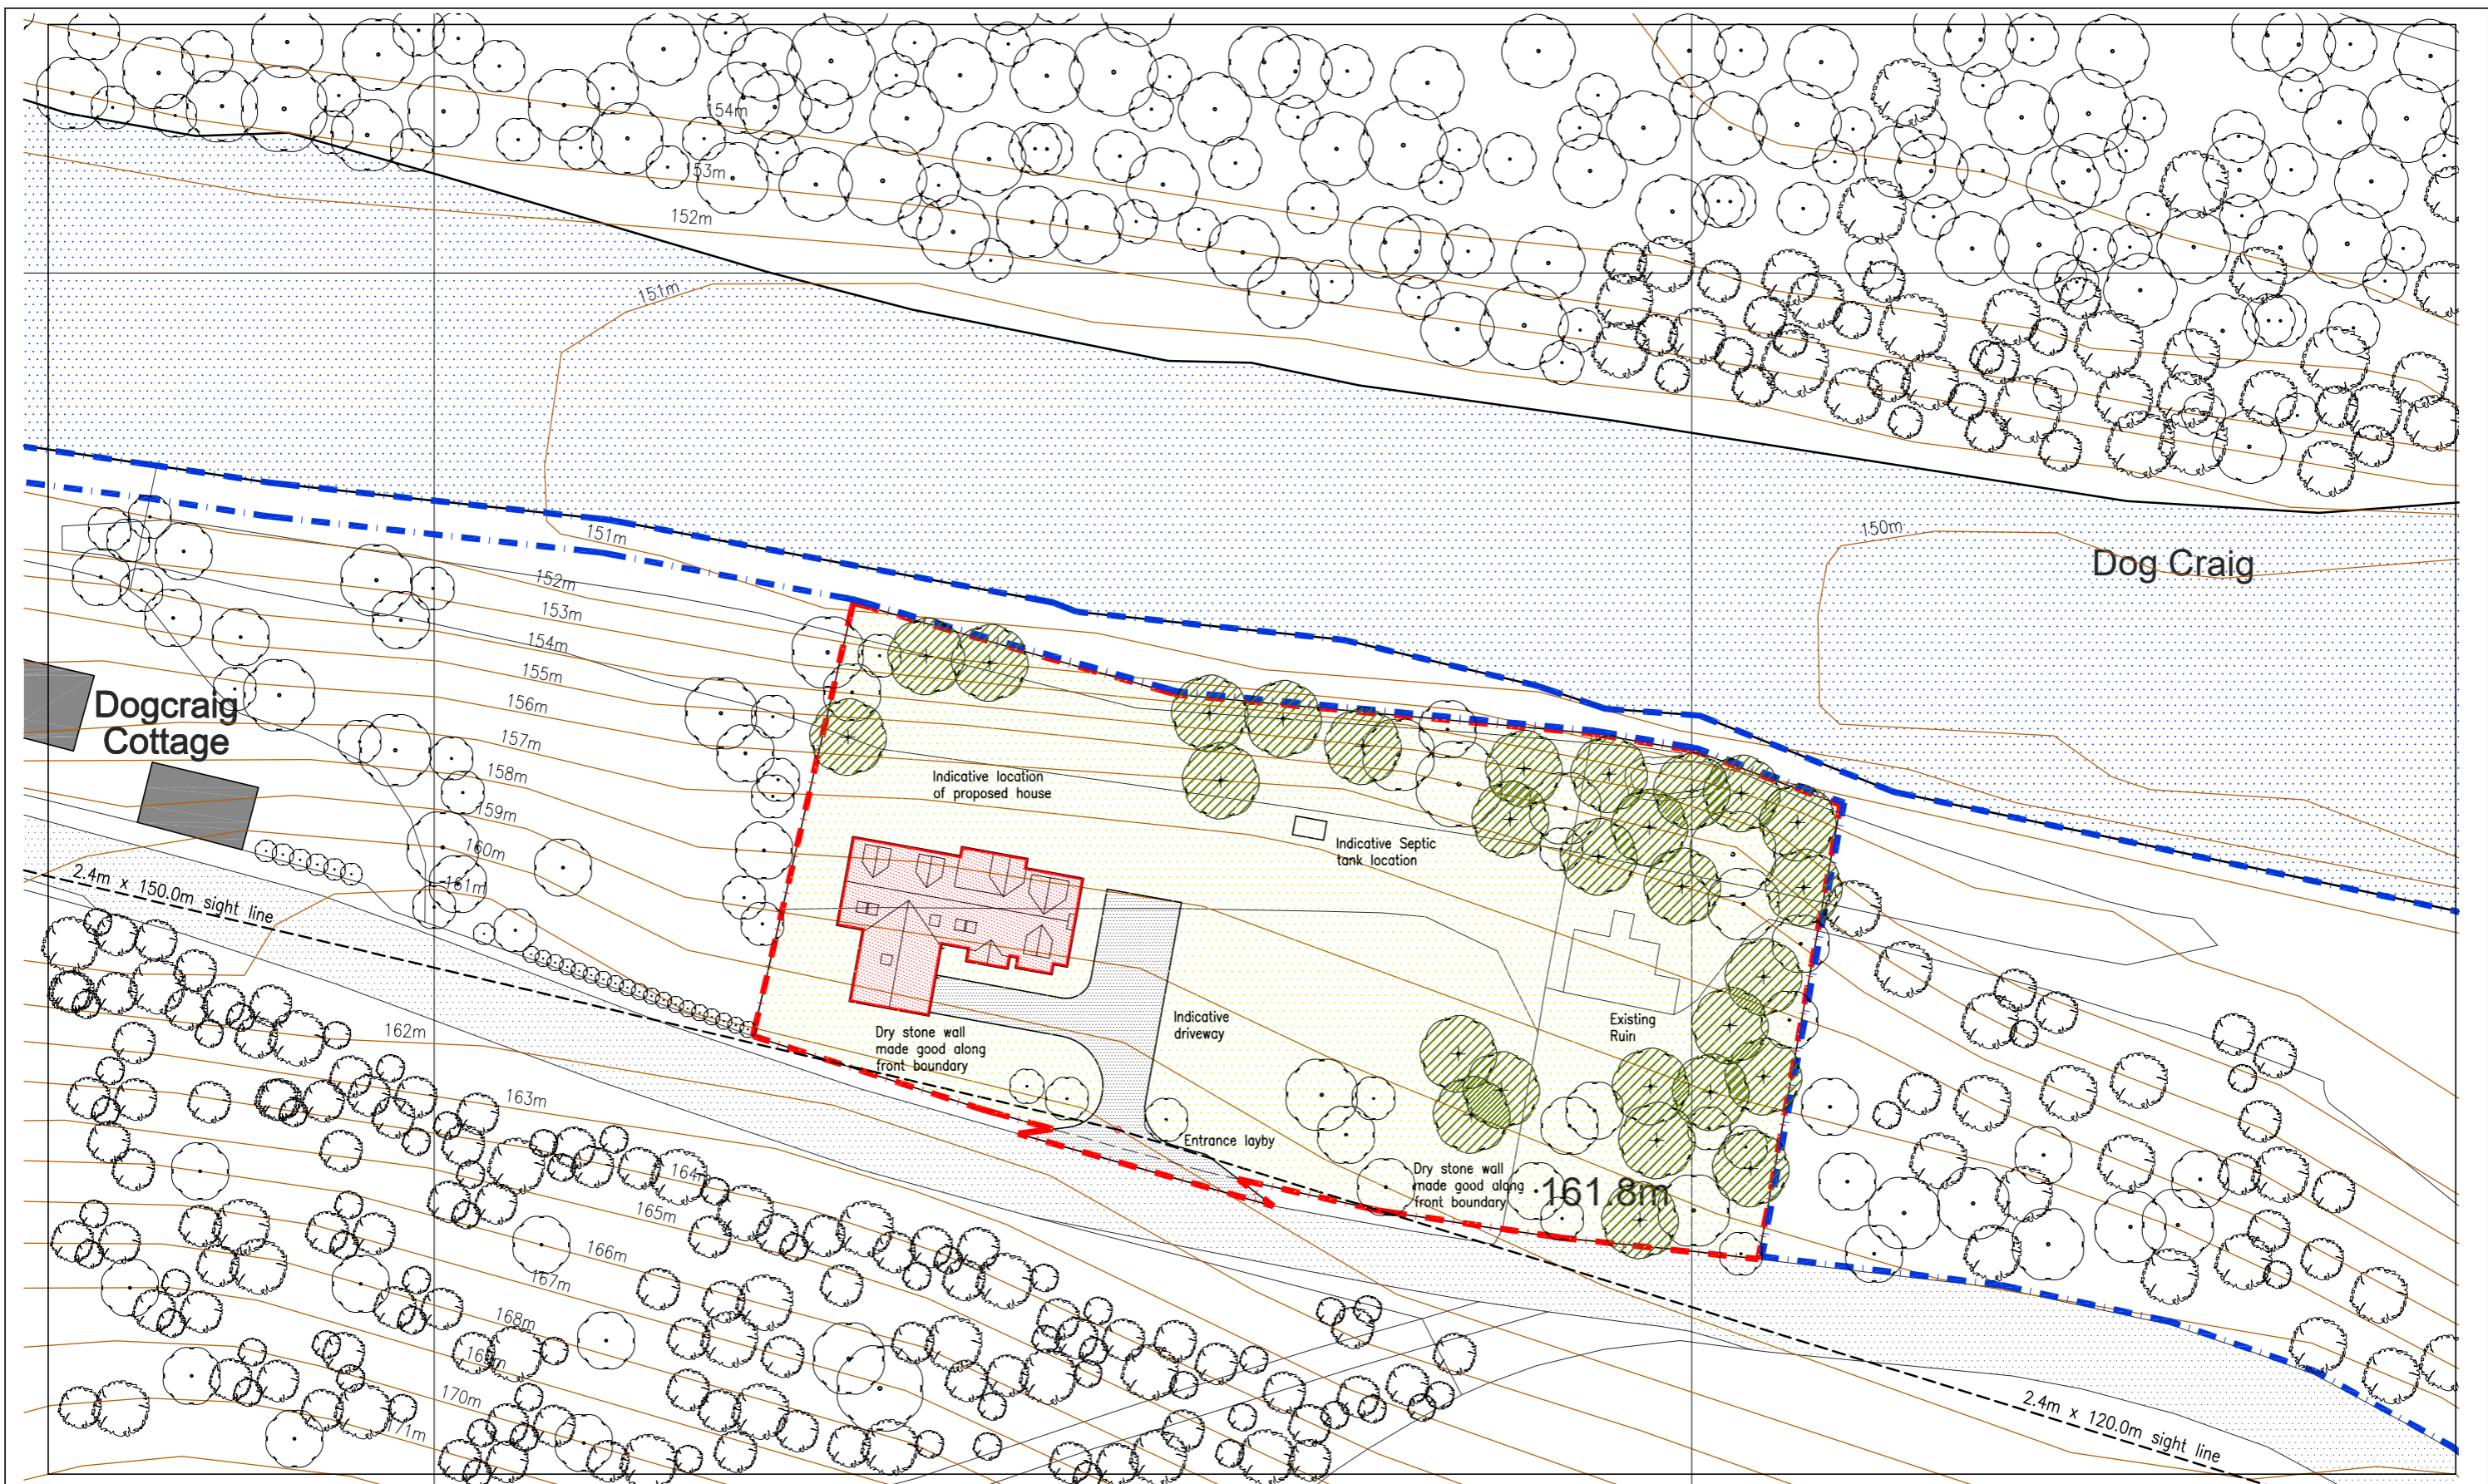 154m
153m
152m
151m
151m
150m
Dog Craig
152m
153m
154m
155m
156m
157m
158m
159m
160m
161m
Dogcraig
Cottage
Indicative location
of proposed house
Indicative Septic
tank location
2.4m x 150.0m sight line
162m
Dry stone wall
made good along
front boundary
Indicative
driveway
Existing
Ruin
163m
Entrance layby
164m
Dry stone wall
made good along
front boundary
161.8m
165m
166m
167m
168m
169m
170m
171m
2.4m x 120.0m sight line